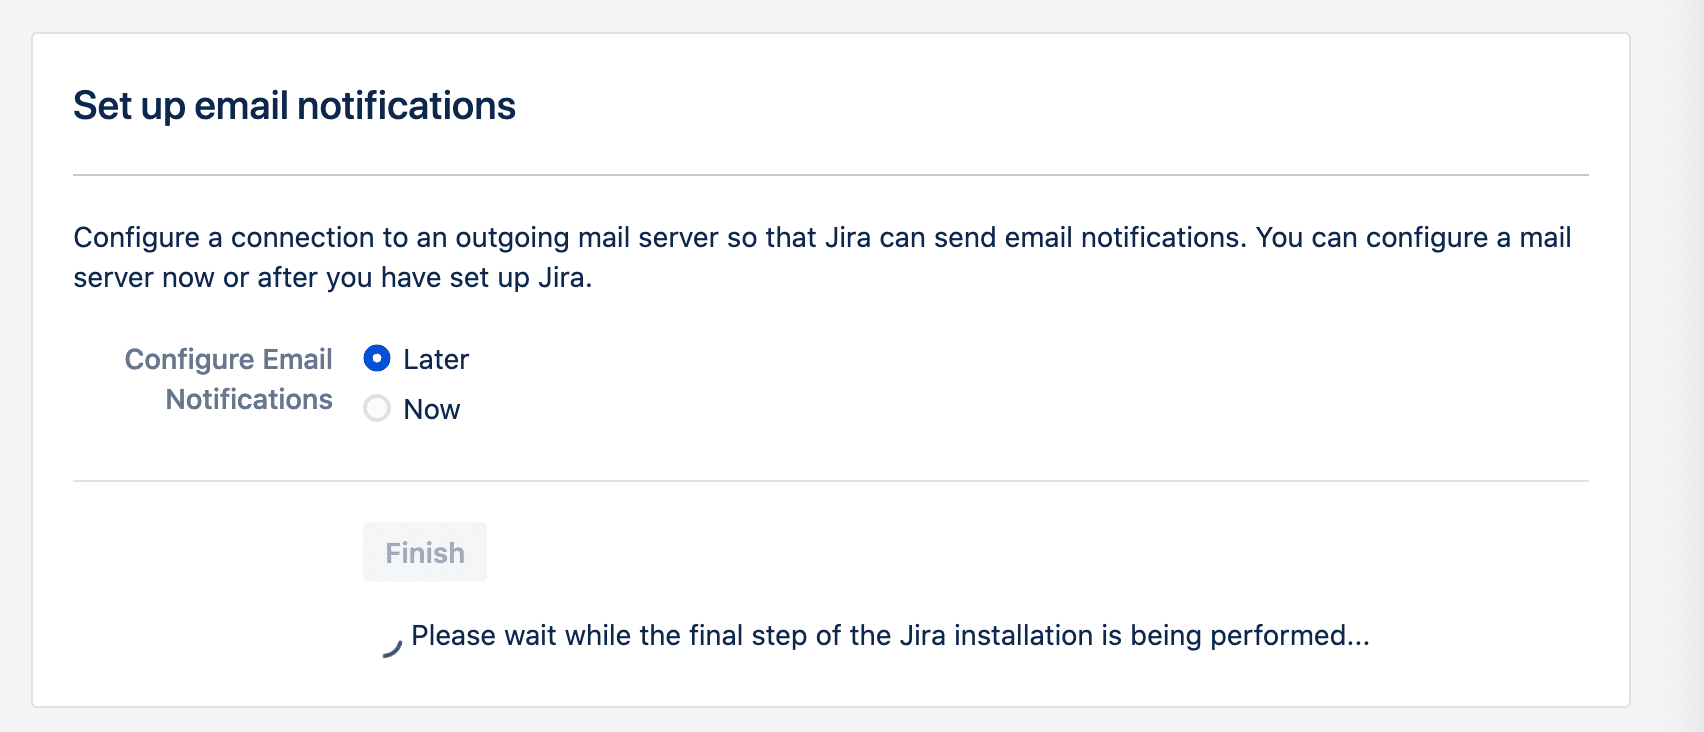 Set up email notifications
Configure a connection to an outgoing mail server so that Jira can send email notifications. You can configure a mail
server now or after you have set up Jira.
Configure Email
Notifications
Later
Now
Finish
Please wait while the final step of the Jira installation is being performed...